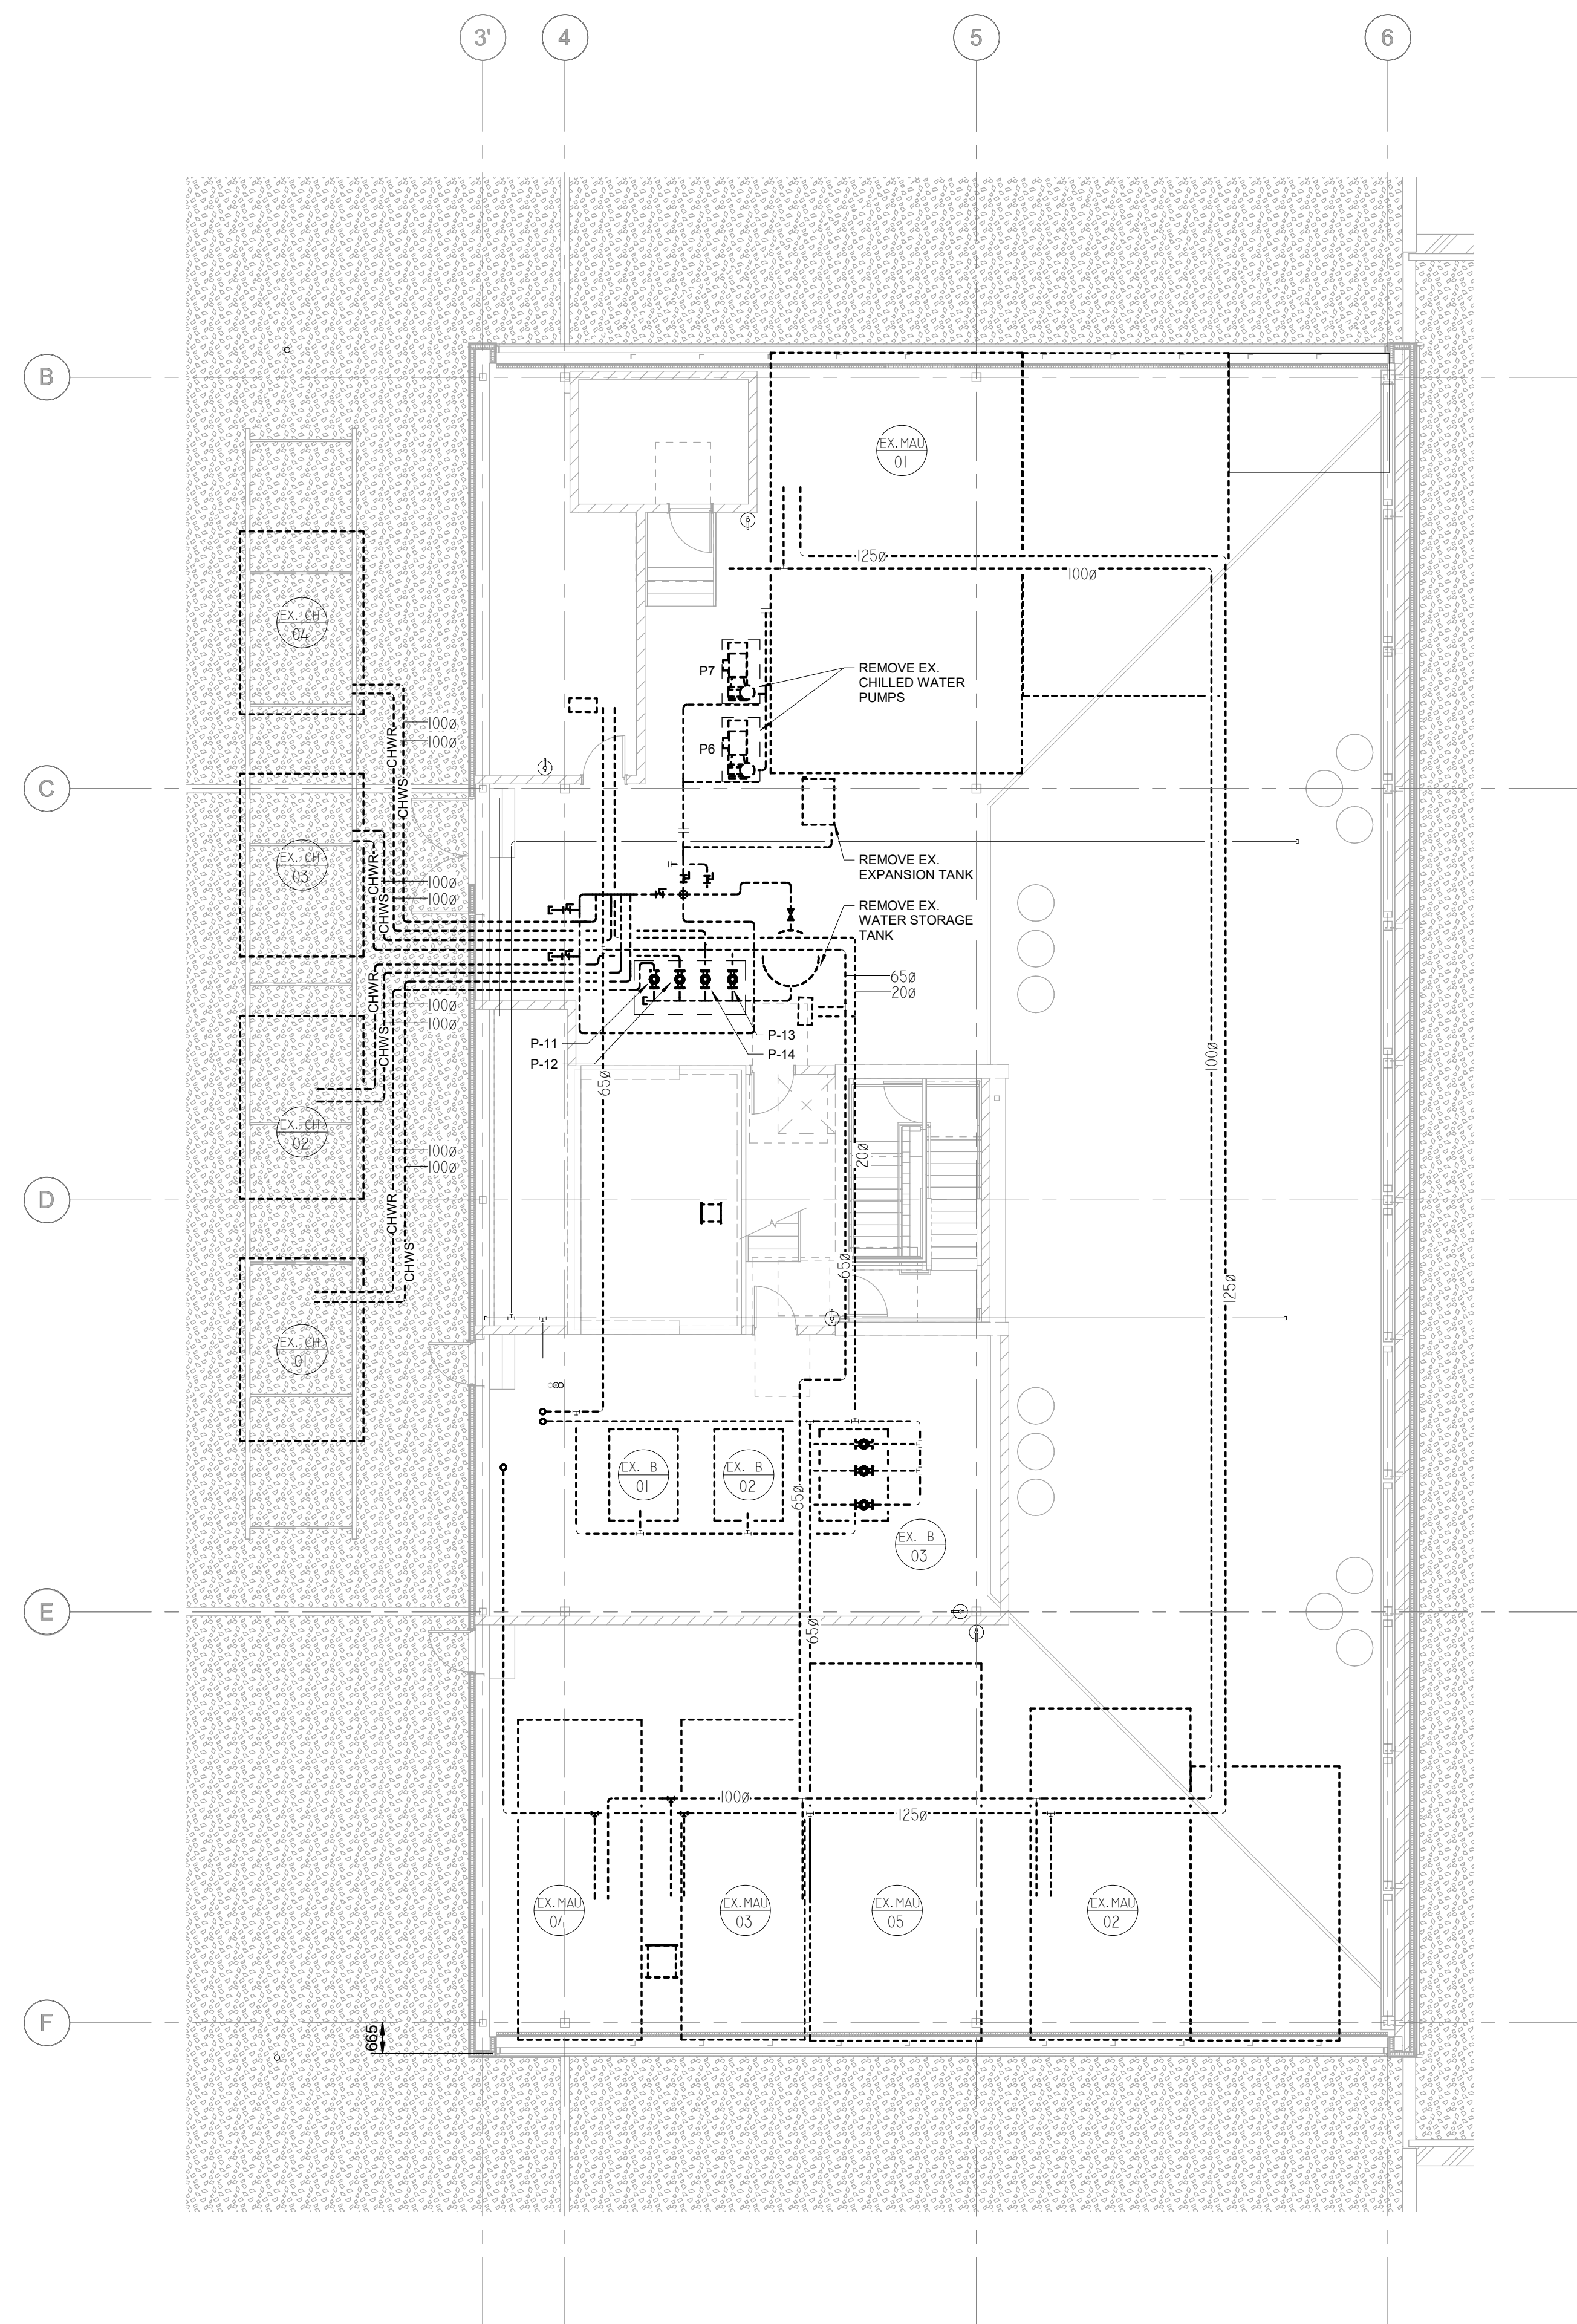 3'
4
5
6
B
EX. MAU
01
125ø
100ø
P7
REMOVE EX.
CHILLED WATER
PUMPS
P6
EX. CH
04
100ø
100ø
CHWR
CHWS
C
EX. CH
03
100ø
100ø
CHWR
CHWS
REMOVE EX.
EXPANSION TANK
REMOVE EX.
WATER STORAGE
TANK
65ø
20ø
P-11
P-12
P-13
P-14
CHWR
100ø
100ø
CHWS
EX. CH
02
100ø
100ø
CHWR
CHWS
65ø
100ø
20ø
D
65ø
125ø
EX. CH
01
EX. B
01
EX. B
02
65ø
EX. B
03
E
65ø
100ø
125ø
EX. MAU
04
EX. MAU
03
EX. MAU
05
EX. MAU
02
F
665